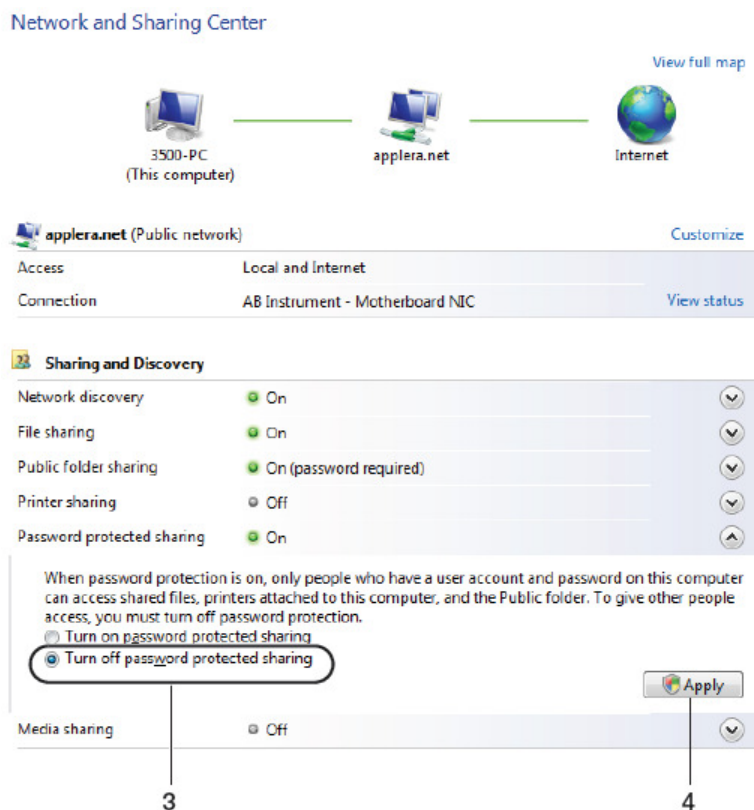 Network and Sharing Center
View full map
3500-PC
(This computer)
applera.net
Internet
applera.net (Public network)
Customize
Access Local and Internet
Connection AB Instrument - Motherboard NIC View status
Sharing and Discovery
Network discovery On
File sharing On
Public folder sharing On (password required)
Printer sharing Off
Password protected sharing On
When password protection is on, only people who have a user account and password on this computer
can access shared files, printers attached to this computer, and the Public folder. To give other people
access, you must turn off password protection.
Turn on password protected sharing
Turn off password protected sharing
Apply
Media sharing Off
3 4